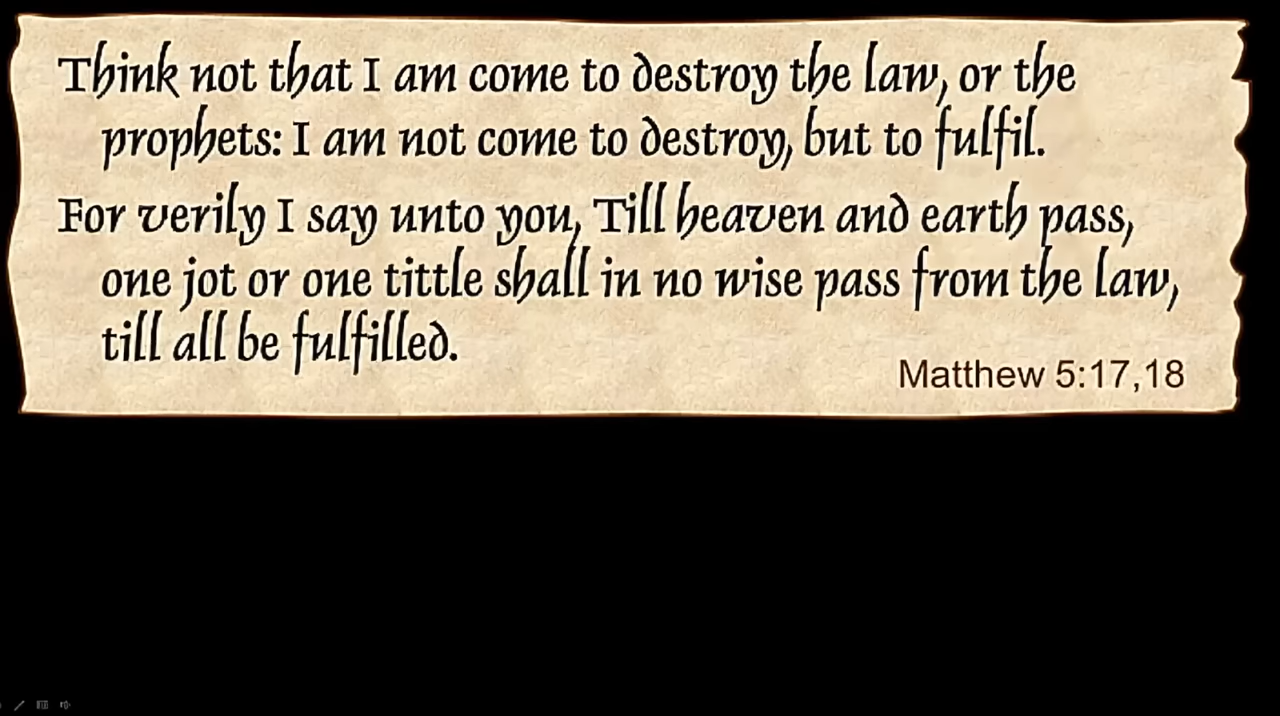 Think not that I am come to destroy the law, or the
prophets: I am not come to destroy, but to fulfil.
For verily I say unto you, Till heaven and earth pass,
one jot or one tittle shall in no wise pass from the law,
till all be fulfilled.
Matthew 5:17,18